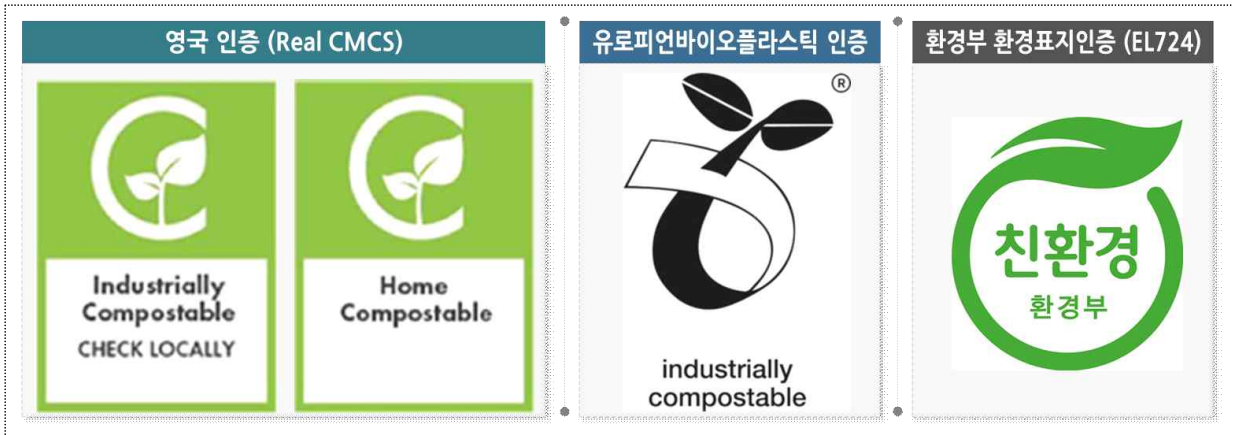 영국 인증 (Real CMCS)
Industrially
Compostable
CHECK LOCALLY
Home
Compostable
유로피언바이오플라스틱 인증
®
industrially
compostable
환경부 환경표지인증 (EL724)
친환경
환경부